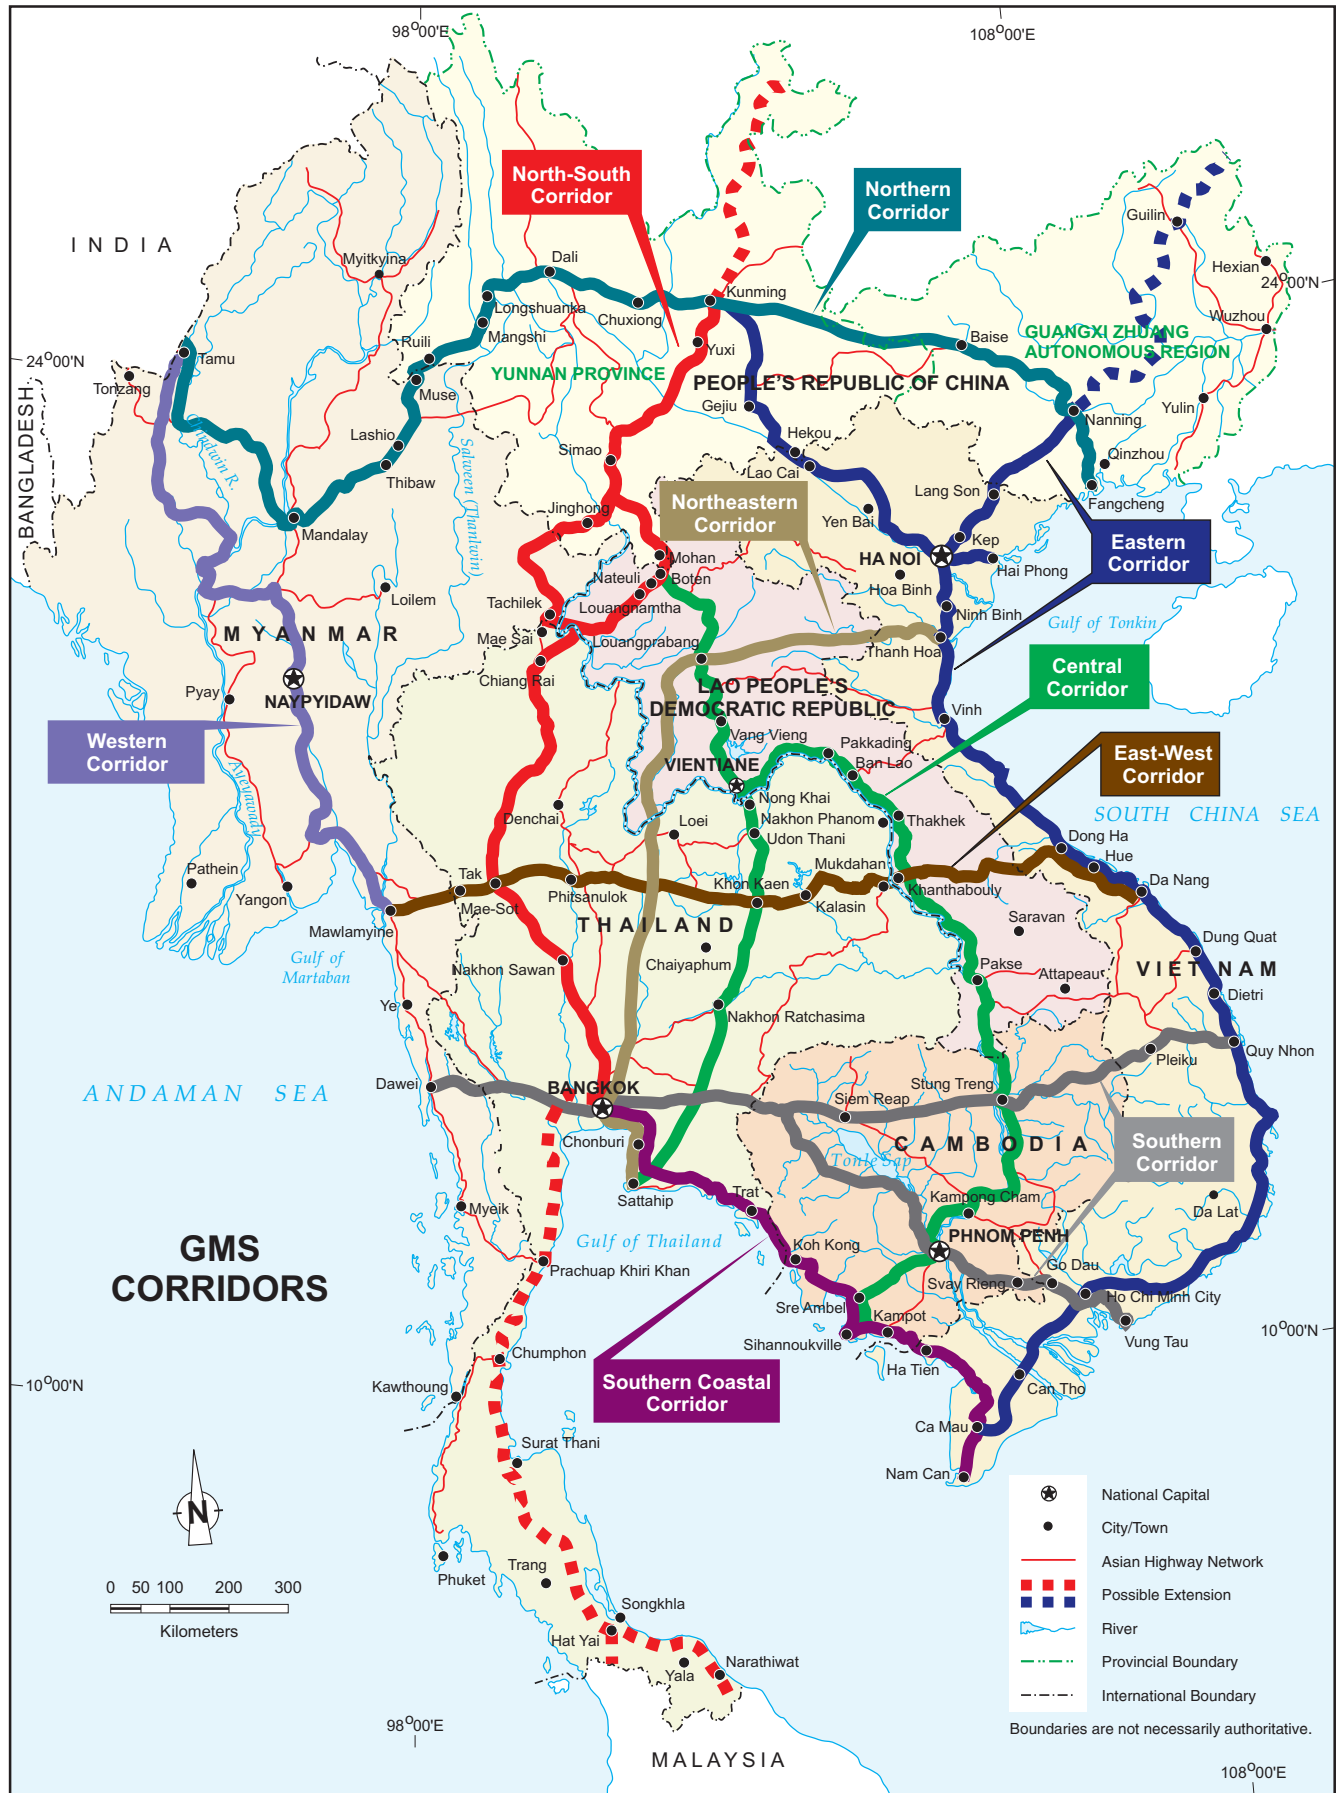 98°00'E
108°00'E
North-South
Corridor
Northern
Corridor
Guilin
INDIA
Myitkyina
Dali
Hexian
24°00'N
Kunming
Longshuanka
Chuxiong
Wuzhou
Mangshi
Ruili
Yuxi
Baise
GUANGXI ZHUANG
AUTONOMOUS REGION
24°00'N
Tamu
YUNNAN PROVINCE
PEOPLE'S REPUBLIC OF CHINA
Tonzang
Muse
Gejiu
Yulin
Nanning
BANGLADESH
Chindwin R.
Lashio
Salween (Thanlwin)
Simao
Hekou
Lao Cai
Qinzhou
Thibaw
Lang Son
Fangcheng
Northeastern
Corridor
Jinghong
Yen Bai
Mandalay
Kep
Eastern
Corridor
Mohan
HA NOI
Hai Phong
Nateuli
Boten
Hoa Binh
Loilem
Tachilek
Louangnamtha
Ninh Binh
Gulf of Tonkin
MYANMAR
Mae Sai
Louangprabang
Thanh Hoa
Central
Corridor
Chiang Rai
LAO PEOPLE'S
DEMOCRATIC REPUBLIC
Pyay
NAYPYIDAW
Vinh
Western
Corridor
Vang Vieng
Pakkading
East-West
Corridor
VIENTIANE
Ban Lao
Ayeyawady
Nong Khai
SOUTH CHINA SEA
Denchai
Loei
Nakhon Phanom
Thakhek
Udon Thani
Dong Ha
Hue
Pathein
Tak
Mukdahan
Da Nang
Yangon
Phitsanulok
Khon Kaen
Khanthabouly
Mae-Sot
Kalasin
Saravan
Mawlamyine
THAILAND
Dung Quat
Gulf of
Martaban
Nakhon Sawan
Chaiyaphum
Pakse
Attapeau
VIET NAM
Dietri
Ye
Nakhon Ratchasima
Quy Nhon
Pleiku
Dawei
BANGKOK
Stung Treng
ANDAMAN SEA
Siem Reap
Chonburi
CAMBODIA
Southern
Corridor
Tonle Sap
Sattahip
Trat
Kampong Cham
Myeik
Da Lat
GMS
CORRIDORS
Gulf of Thailand
Koh Kong
PHNOM PENH
Prachuap Khiri Khan
Go Dau
Svay Rieng
Sre Ambel
Ho Chi Minh City
Kampot
Sihannoukville
Vung Tau
10°00'N
Chumphon
Ha Tien
Kawthoung
10°00'N
Southern Coastal
Corridor
Can Tho
Ca Mau
Surat Thani
Nam Can
National Capital
N
City/Town
Trang
Asian Highway Network
Phuket
0 50 100 200 300
Kilometers
Possible Extension
Songkhla
River
Hat Yai
Yala
Narathiwat
Provincial Boundary
International Boundary
98°00'E
Boundaries are not necessarily authoritative.
MALAYSIA
108°00'E